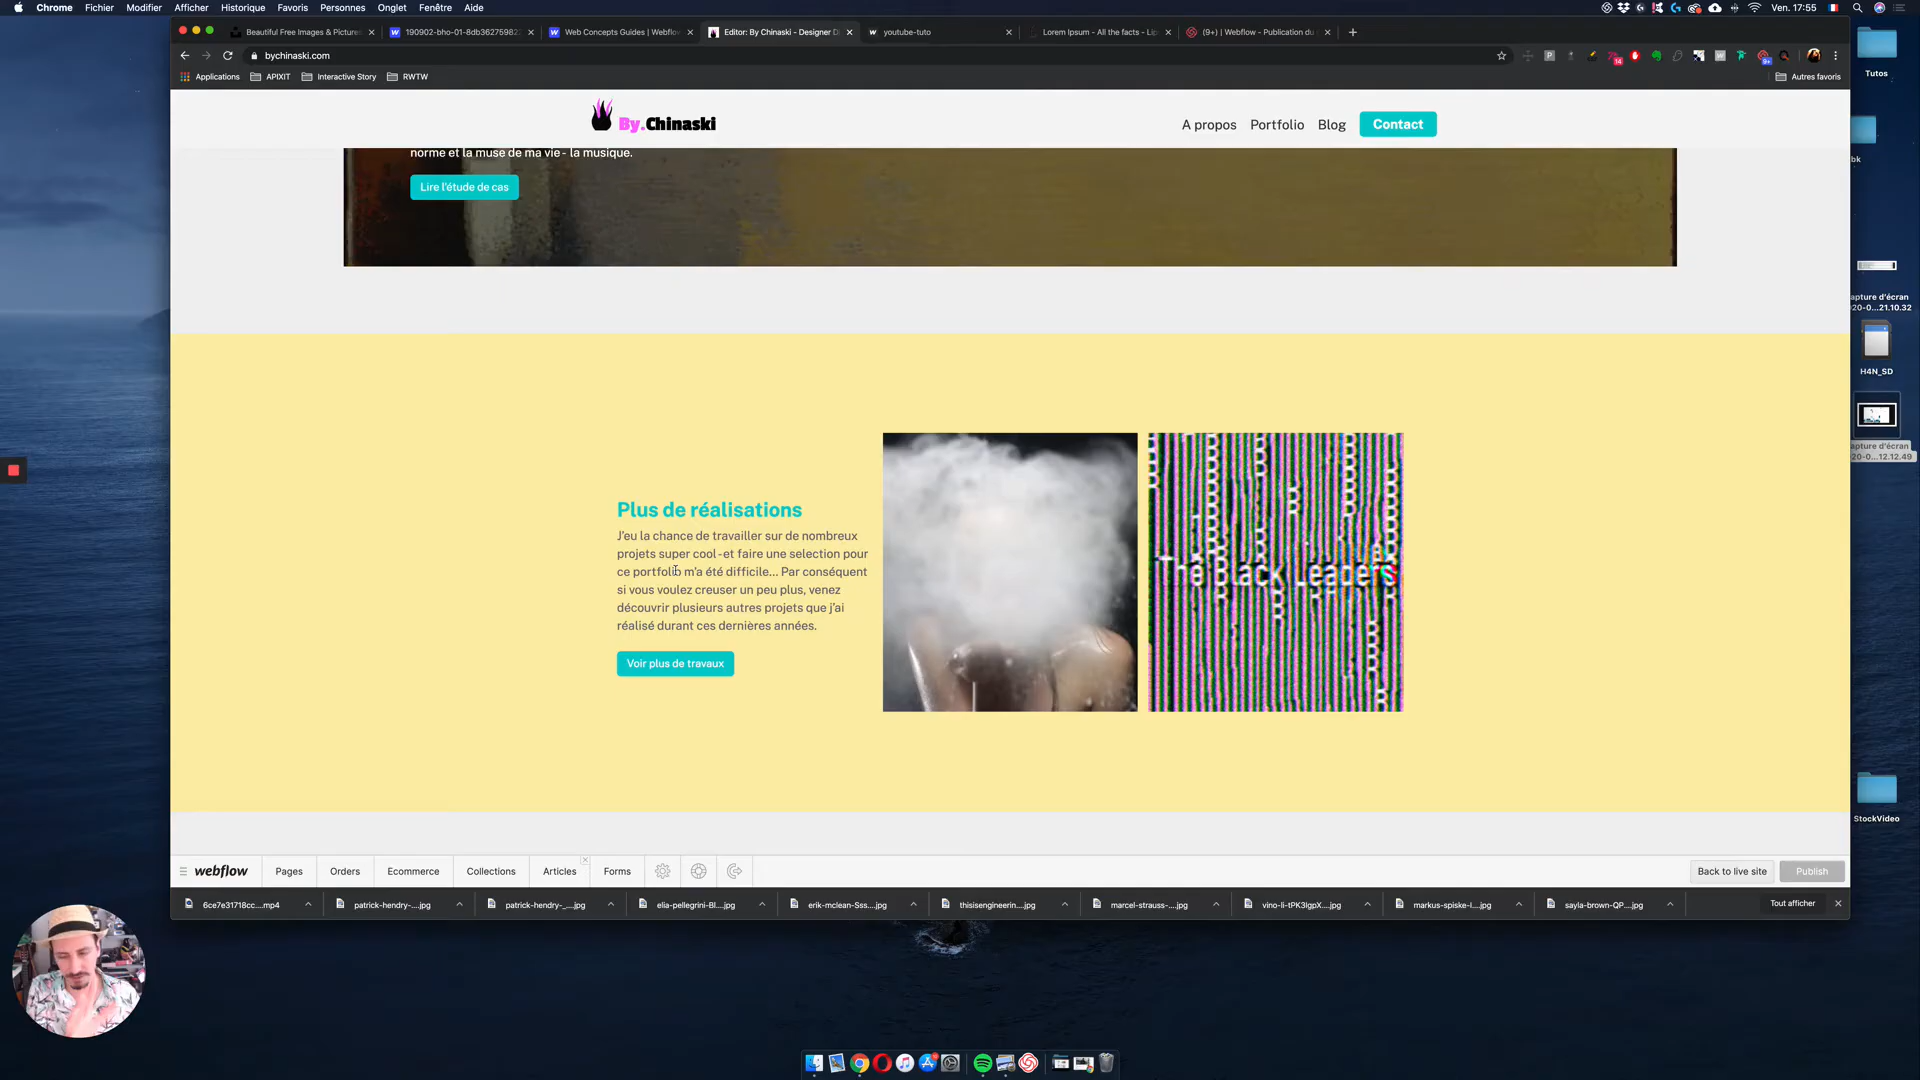 Chrome Fichier Modifier Afficher Historique Favoris Personnes Onglet Fenêtre Aide
Ven. 17:55
Beautiful Free Images & Picture
190902-bho-01-8db36275982
Web Concepts Guides | Webflow
Editor: By Chinaski - Designer D
youtube-tuto
Lorem Ipsum - All the facts - Lip
(9+) | Webflow - Publication du
bychinaski.com
14
9+
Applications
APIXIT
Interactive Story
RWTW
Autres favoris
Tutos
By.Chinaski
A propos
Portfolio
Blog
Contact
norme et la muse de ma vie - la musique.
Lire l'étude de cas
bk
apture d'écran
020-0...21.10.32
H4N_SD
apture d'écran
020-0...12.12.49
StockVideo
Plus de réalisations
J'eu la chance de travailler sur de nombreux
projets super cool - et faire une selection pour
ce portfolio m'a été difficile... Par conséquent
si vous voulez creuser un peu plus, venez
découvrir plusieurs autres projets que j'ai
réalisé durant ces dernières années.
Voir plus de travaux
The Black Leaders
webflow
Pages
Orders
Ecommerce
Collections
Articles
Forms
Back to live site
Publish
6ce7e31718cc....mp4
patrick-hendry-....jpg
patrick-hendry-_....jpg
elia-pellegrini-Bl....jpg
erik-mclean-Sss....jpg
thisisengineerin....jpg
marcel-strauss-....jpg
vino-li-tPK3IgpX....jpg
markus-spiske-I....jpg
sayla-brown-QP....jpg
Tout afficher